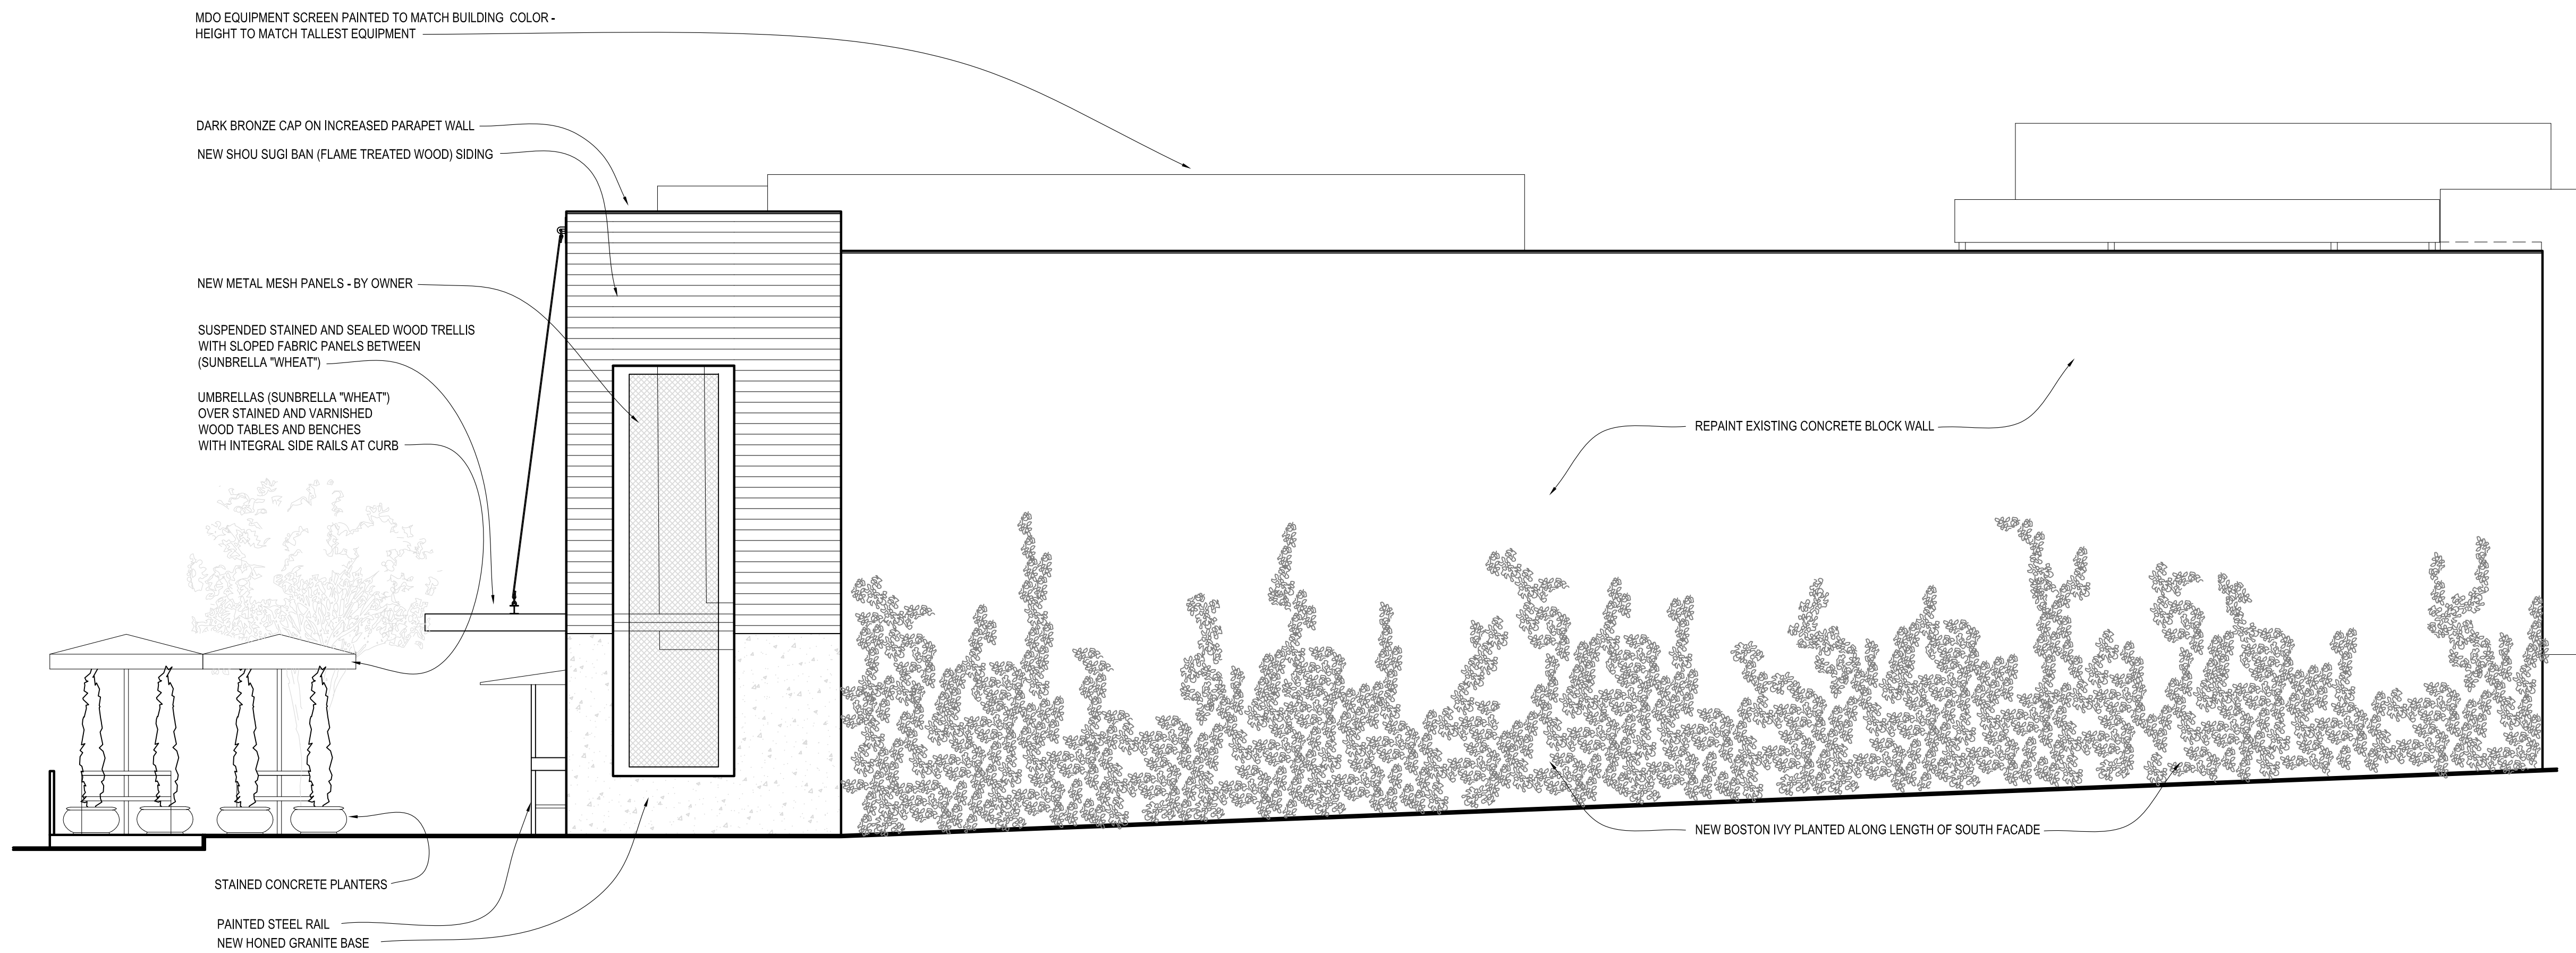 MDO EQUIPMENT SCREEN PAINTED TO MATCH BUILDING COLOR -
HEIGHT TO MATCH TALLEST EQUIPMENT
DARK BRONZE CAP ON INCREASED PARAPET WALL
NEW SHOU SUGI BAN (FLAME TREATED WOOD) SIDING
NEW METAL MESH PANELS - BY OWNER
SUSPENDED STAINED AND SEALED WOOD TRELLIS
WITH SLOPED FABRIC PANELS BETWEEN
(SUNBRELLA "WHEAT")
UMBRELLAS (SUNBRELLA "WHEAT")
OVER STAINED AND VARNISHED
WOOD TABLES AND BENCHES
WITH INTEGRAL SIDE RAILS AT CURB
REPAINT EXISTING CONCRETE BLOCK WALL
NEW BOSTON IVY PLANTED ALONG LENGTH OF SOUTH FACADE
STAINED CONCRETE PLANTERS
PAINTED STEEL RAIL
NEW HONED GRANITE BASE